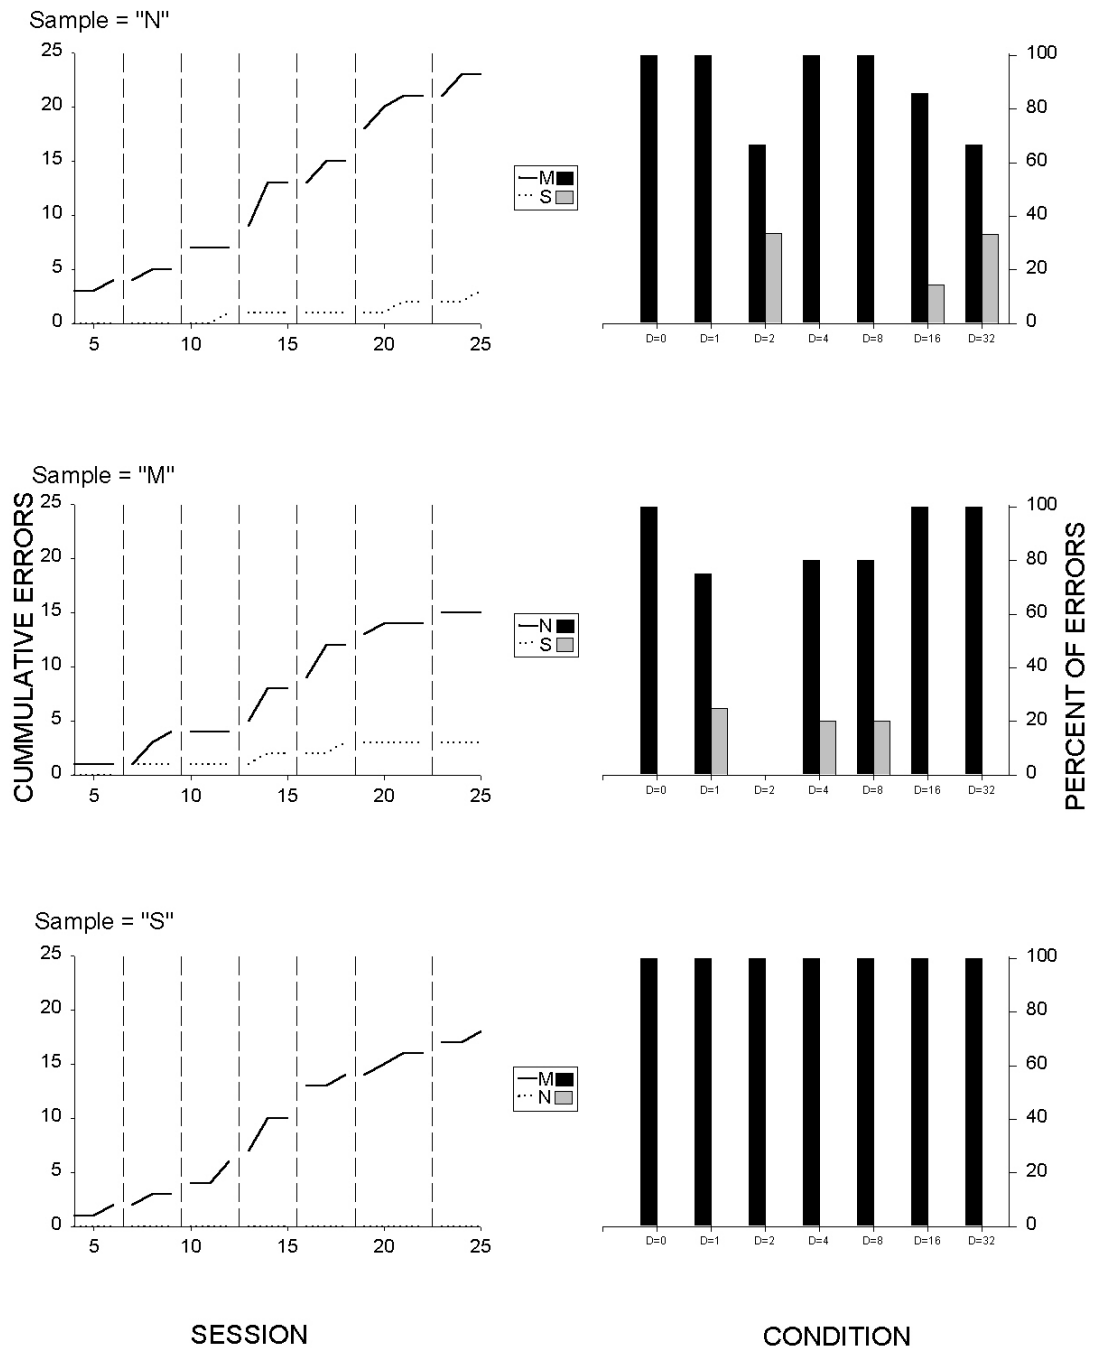 Sample = "N"
25
20
15
10
5
0
5 10 15 20 25
M
S
100
80
60
40
20
0
D=0 D=1 D=2 D=4 D=8 D=16 D=32
Sample = "M"
CUMMULATIVE ERRORS
25
20
15
10
5
0
5 10 15 20 25
N
S
100
80
60
40
20
0
D=0 D=1 D=2 D=4 D=8 D=16 D=32
PERCENT OF ERRORS
Sample = "S"
25
20
15
10
5
0
5 10 15 20 25
M
N
100
80
60
40
20
0
D=0 D=1 D=2 D=4 D=8 D=16 D=32
SESSION
CONDITION